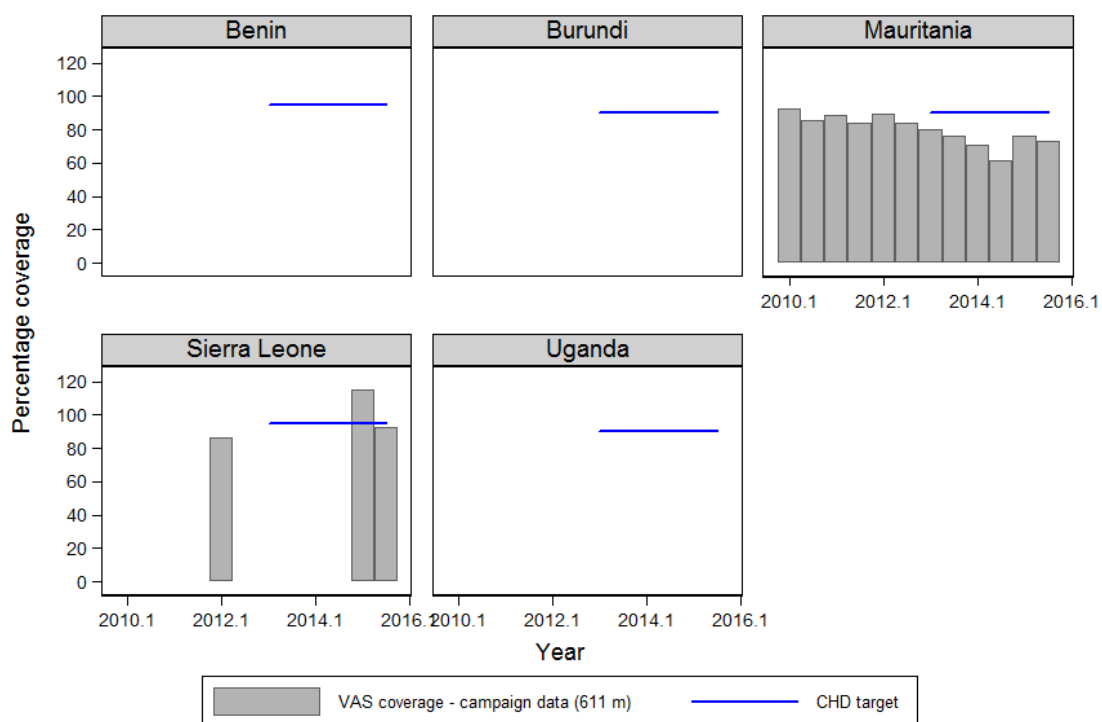 Benin
Burundi
Mauritania
120
100
80
60
40
20
0
2010.1 2012.1 2014.1 2016.1
Percentage coverage
Sierra Leone
Uganda
120
100
80
60
40
20
0
2010.1 2012.1 2014.1 2016.1
2010.1 2012.1 2014.1 2016.1
Year
VAS coverage - campaign data (611 m)
CHD target